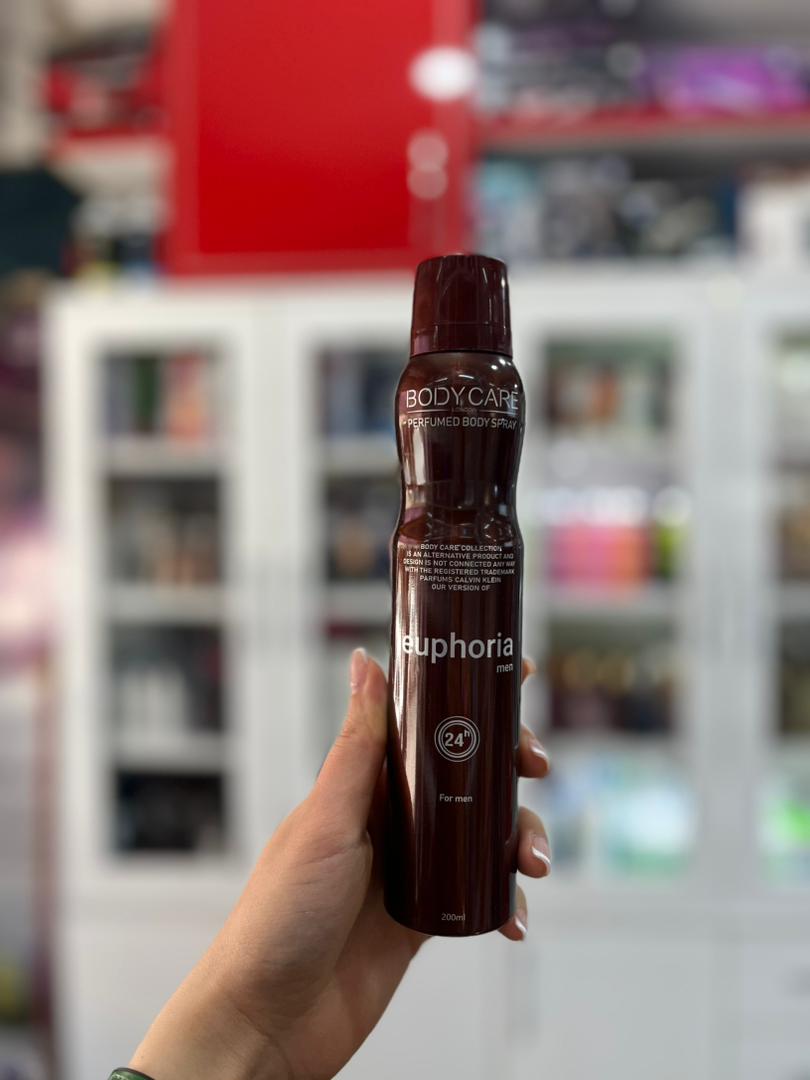 BODY CARE
LONDON
PERFUMED BODY SPRAY
BODY CARE COLLECTION
IS AN ALTERNATIVE PRODUCT AND
DESIGN IS NOT CONNECTED ANY WAY
WITH THE REGISTERED TRADEMARK
PARFUMS CALVIN KLEIN
OUR VERSION OF
euphoria
men
24h
For men
200ml